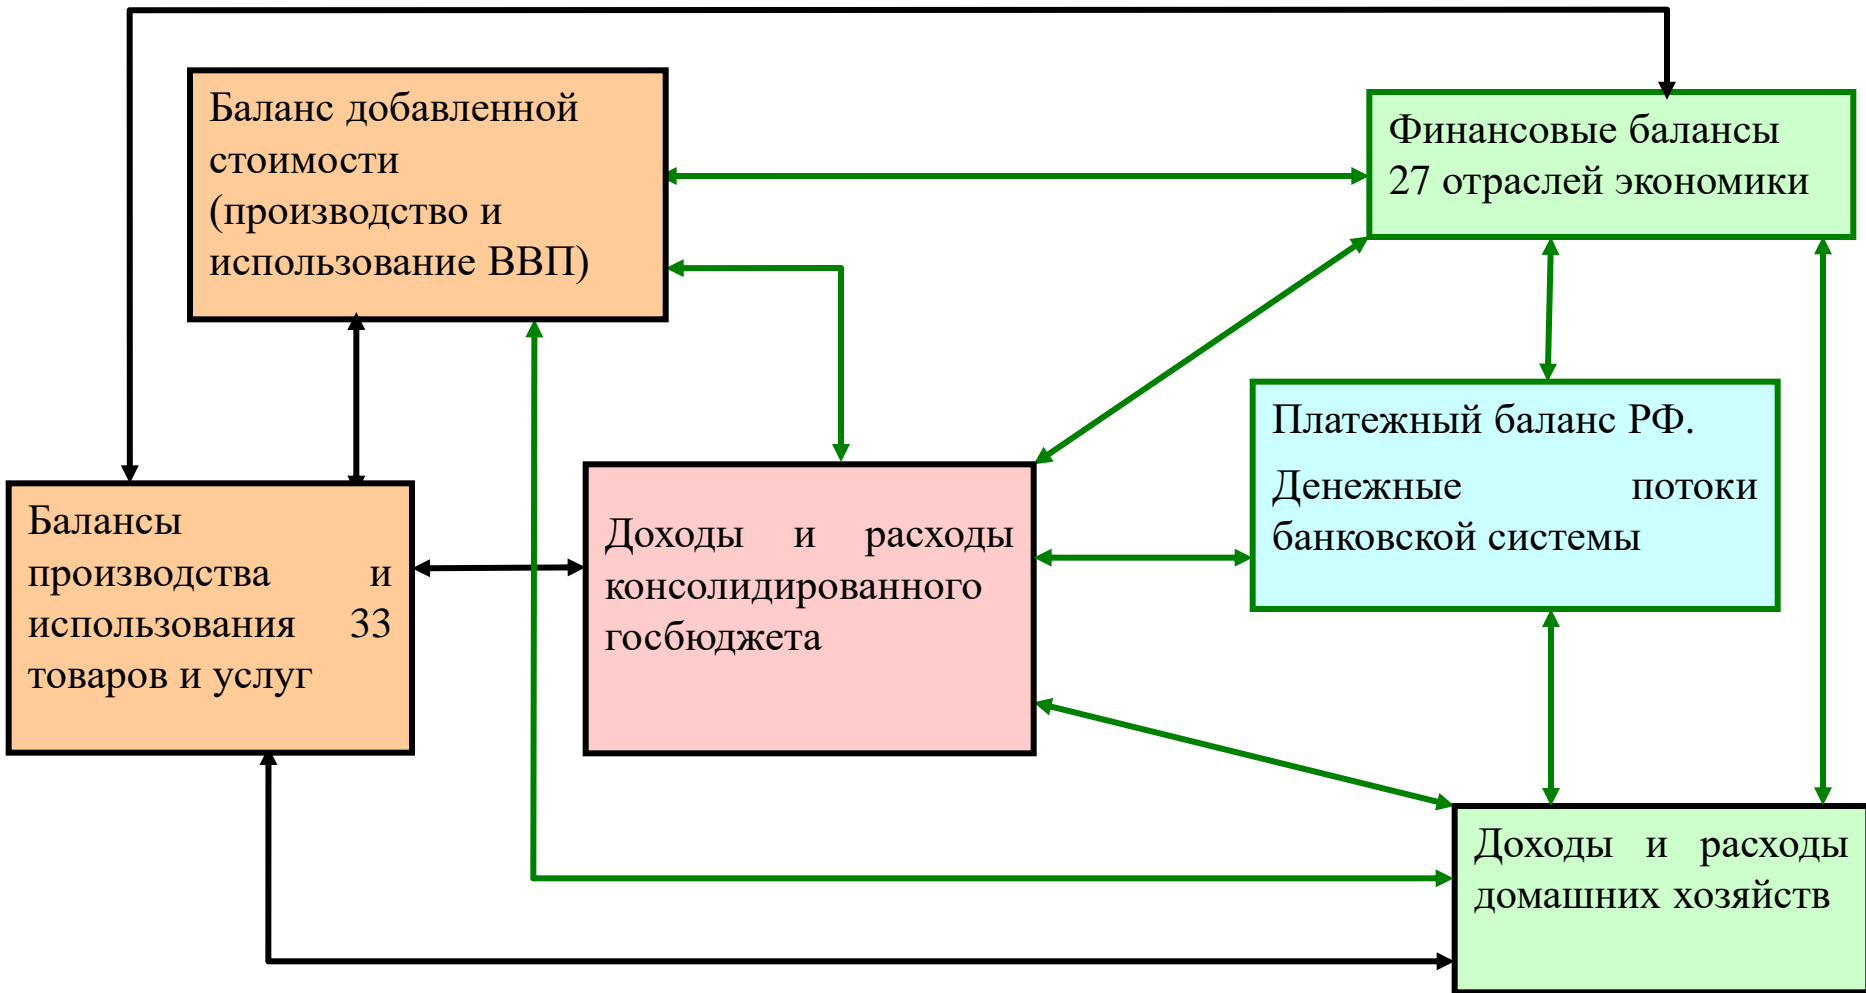 Баланс добавленной
стоимости
(производство и
использование ВВП)
Финансовые балансы
27 отраслей экономики
Платежный баланс РФ.
Денежные потоки
банковской системы
Балансы
производства и
использования 33
товаров и услуг
Доходы и расходы
консолидированного
госбюджета
Доходы и расходы
домашних хозяйств